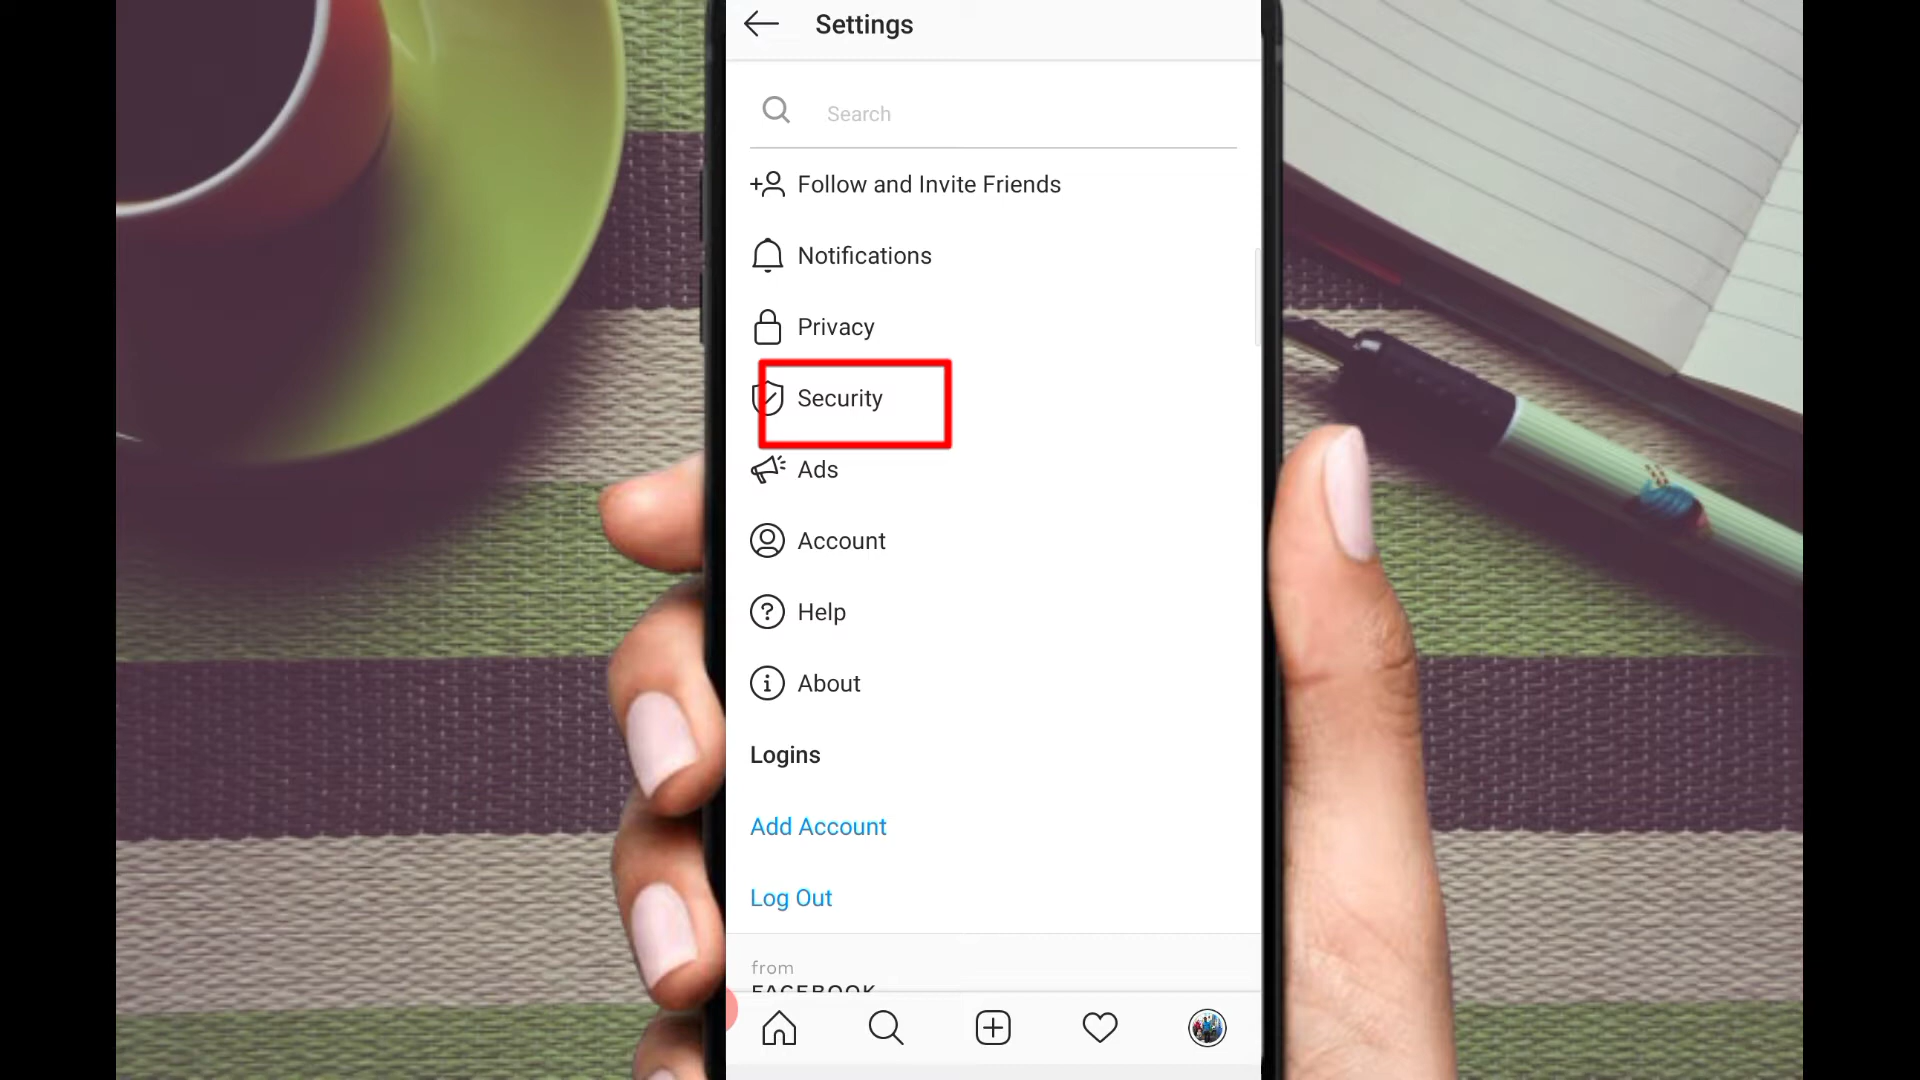 Settings
Search
Follow and Invite Friends
Notifications
Privacy
Security
Ads
Account
Help
About
Logins
Add Account
Log Out
from
FACEBOOK